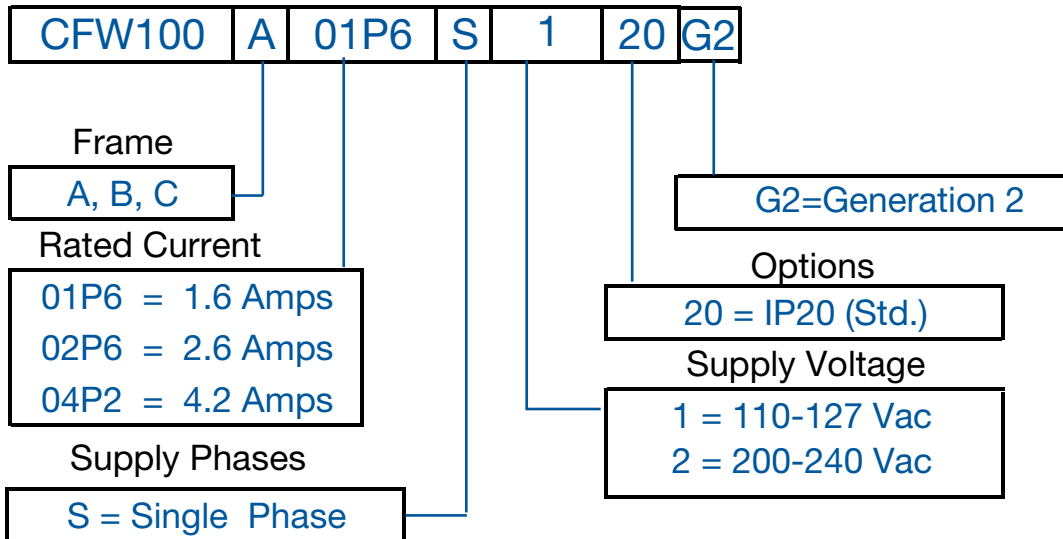 CFW100 A 01P6 S 1 20 G2
Frame
A, B, C
G2=Generation 2
Rated Current
01P6 = 1.6 Amps
02P6 = 2.6 Amps
04P2 = 4.2 Amps
Options
20 = IP20 (Std.)
Supply Voltage
1 = 110-127 Vac
2 = 200-240 Vac
Supply Phases
S = Single Phase